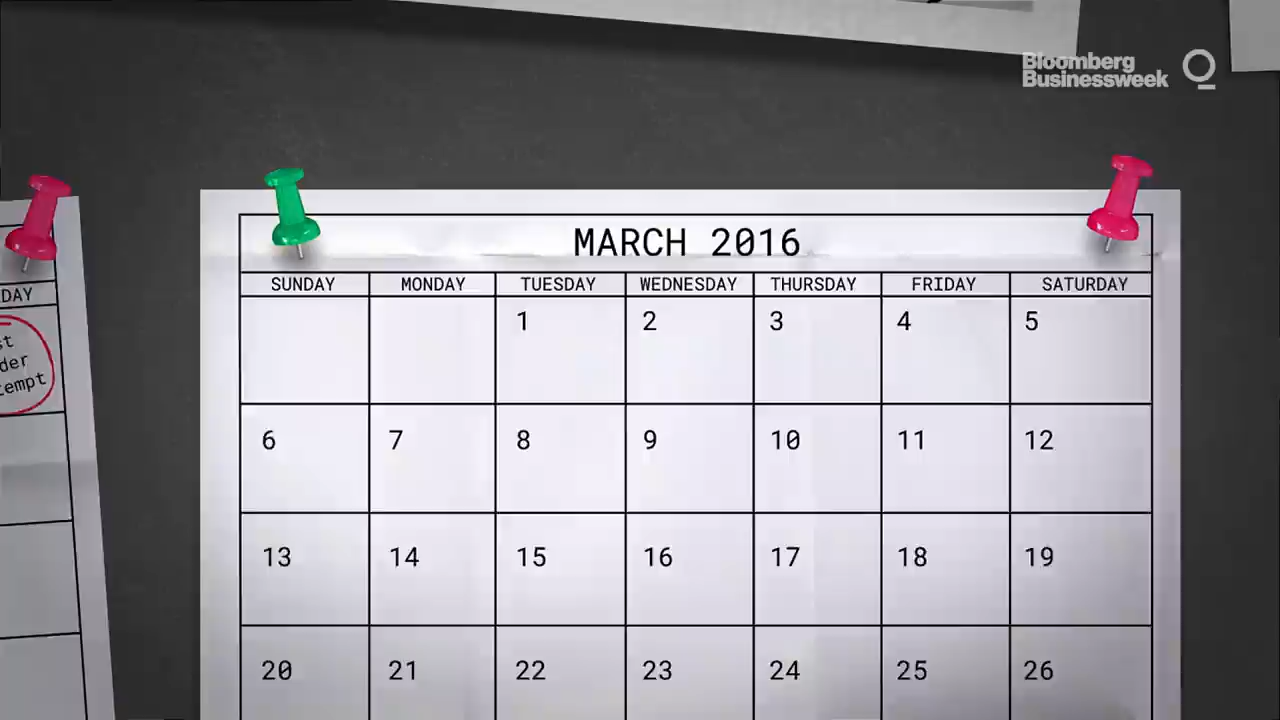 Bloomberg
Businessweek
MARCH 2016
SUNDAY MONDAY TUESDAY WEDNESDAY THURSDAY FRIDAY SATURDAY
1 2 3 4 5
6 7 8 9 10 11 12
13 14 15 16 17 18 19
20 21 22 23 24 25 26